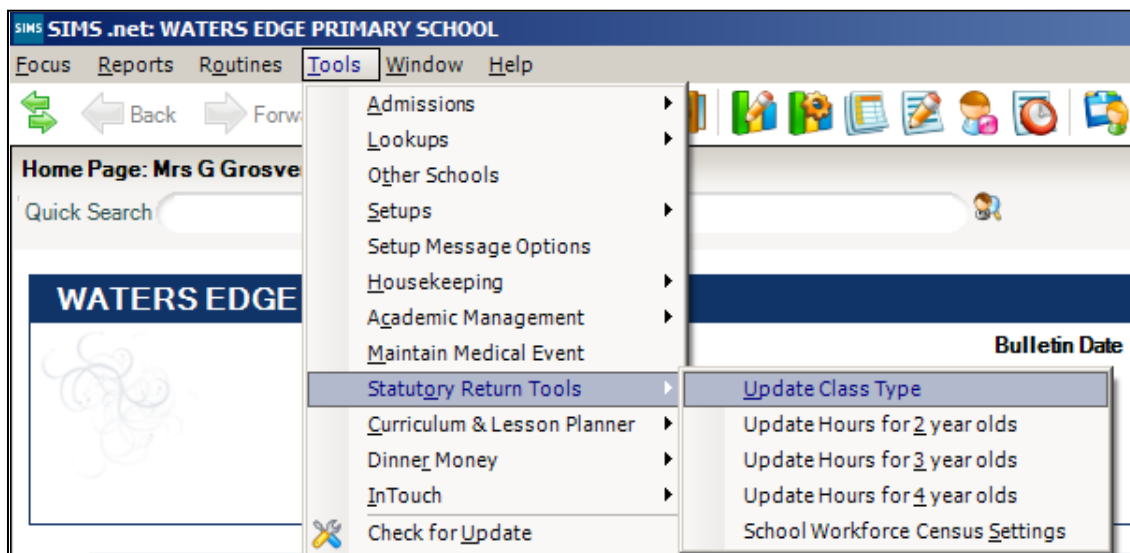 SIMS SIMS .net: WATERS EDGE PRIMARY SCHOOL
Focus Reports Routines Tools Window Help
Back Forw
Home Page: Mrs G Grosve
Quick Search
WATERS EDGE
Bulletin Date
Admissions
Lookups
Other Schools
Setups
Setup Message Options
Housekeeping
Academic Management
Maintain Medical Event
Statutory Return Tools
Curriculum & Lesson Planner
Dinner Money
InTouch
Check for Update
Update Class Type
Update Hours for 2 year olds
Update Hours for 3 year olds
Update Hours for 4 year olds
School Workforce Census Settings